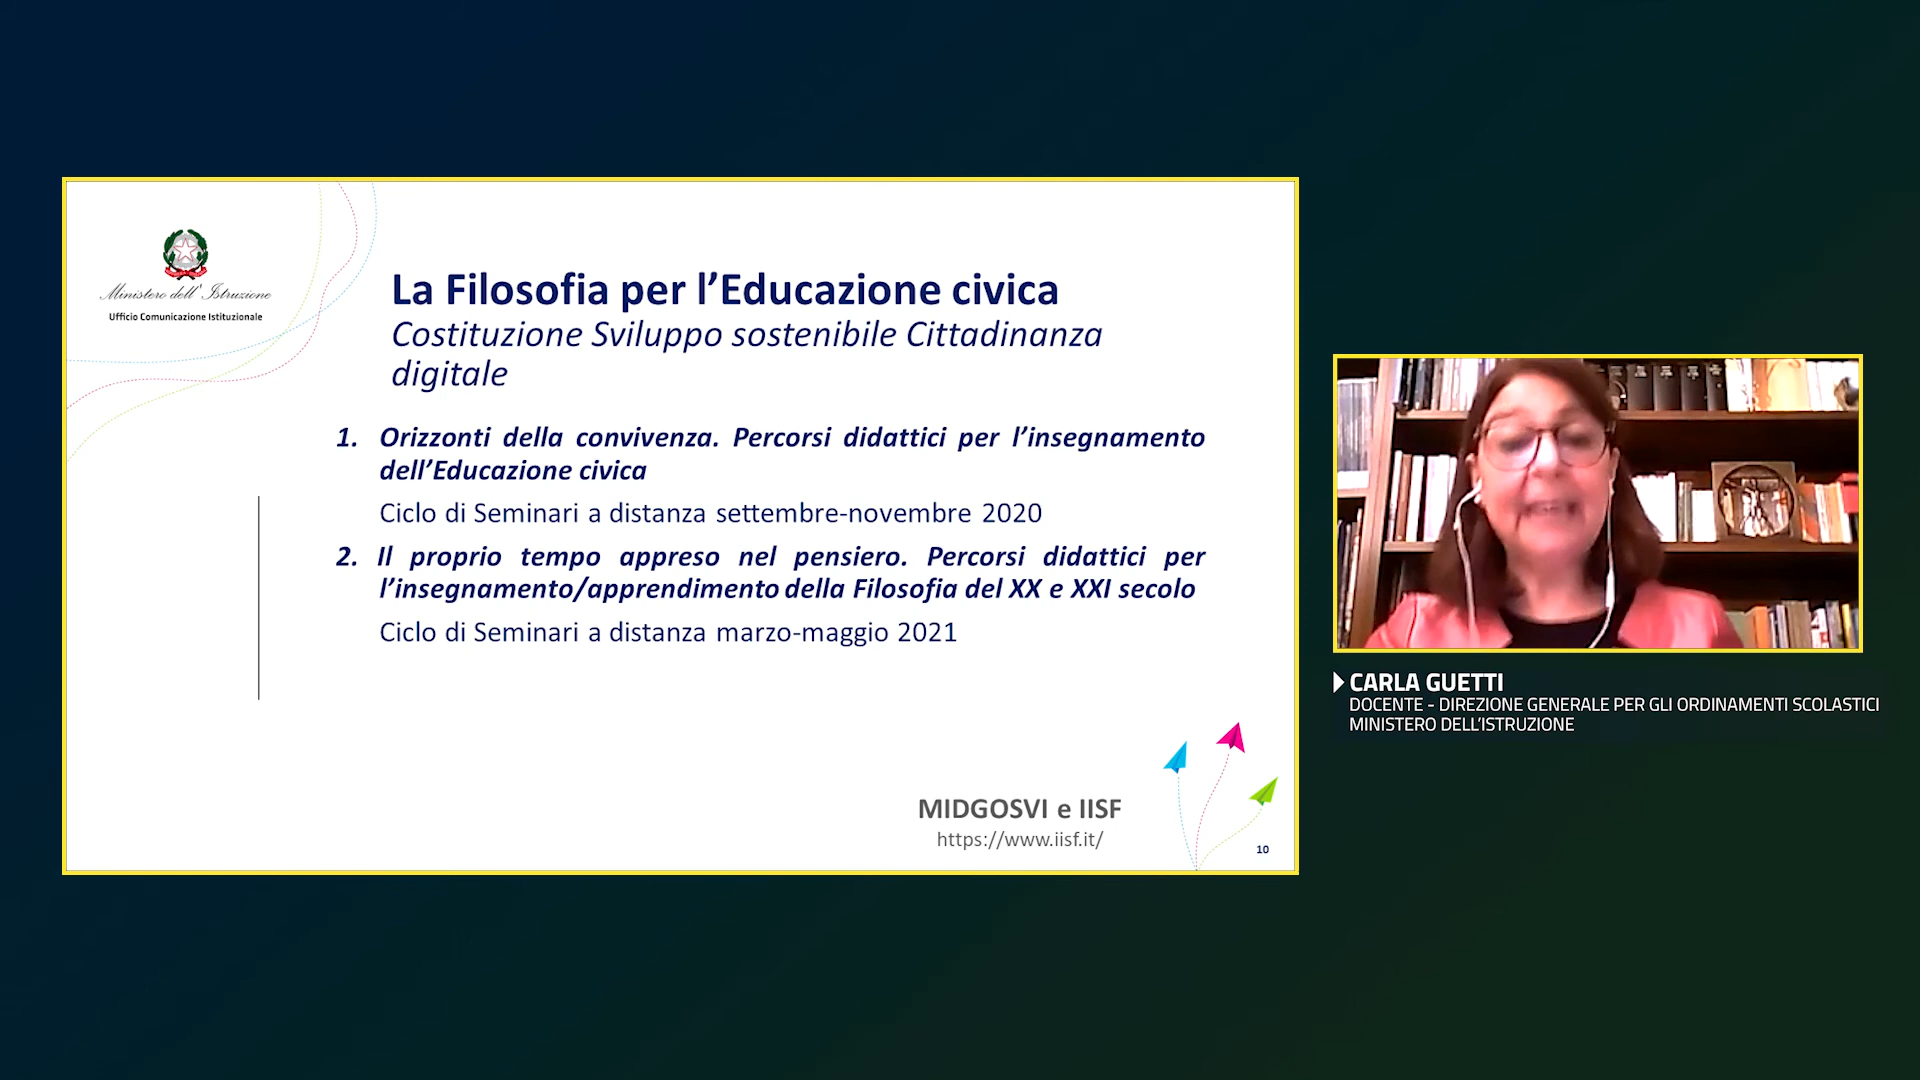 Ministero dell'Istruzione
Ufficio Comunicazione Istituzionale
La Filosofia per l’Educazione civica
Costituzione Sviluppo sostenibile Cittadinanza
digitale
1. Orizzonti della convivenza. Percorsi didattici per l’insegnamento
dell’Educazione civica
Ciclo di Seminari a distanza settembre-novembre 2020
2. Il proprio tempo appreso nel pensiero. Percorsi didattici per
l’insegnamento/apprendimento della Filosofia del XX e XXI secolo
Ciclo di Seminari a distanza marzo-maggio 2021
MIDGOSVI e IISF
https://www.iisf.it/
10
CARLA GUETTI
DOCENTE - DIREZIONE GENERALE PER GLI ORDINAMENTI SCOLASTICI
MINISTERO DELL’ISTRUZIONE